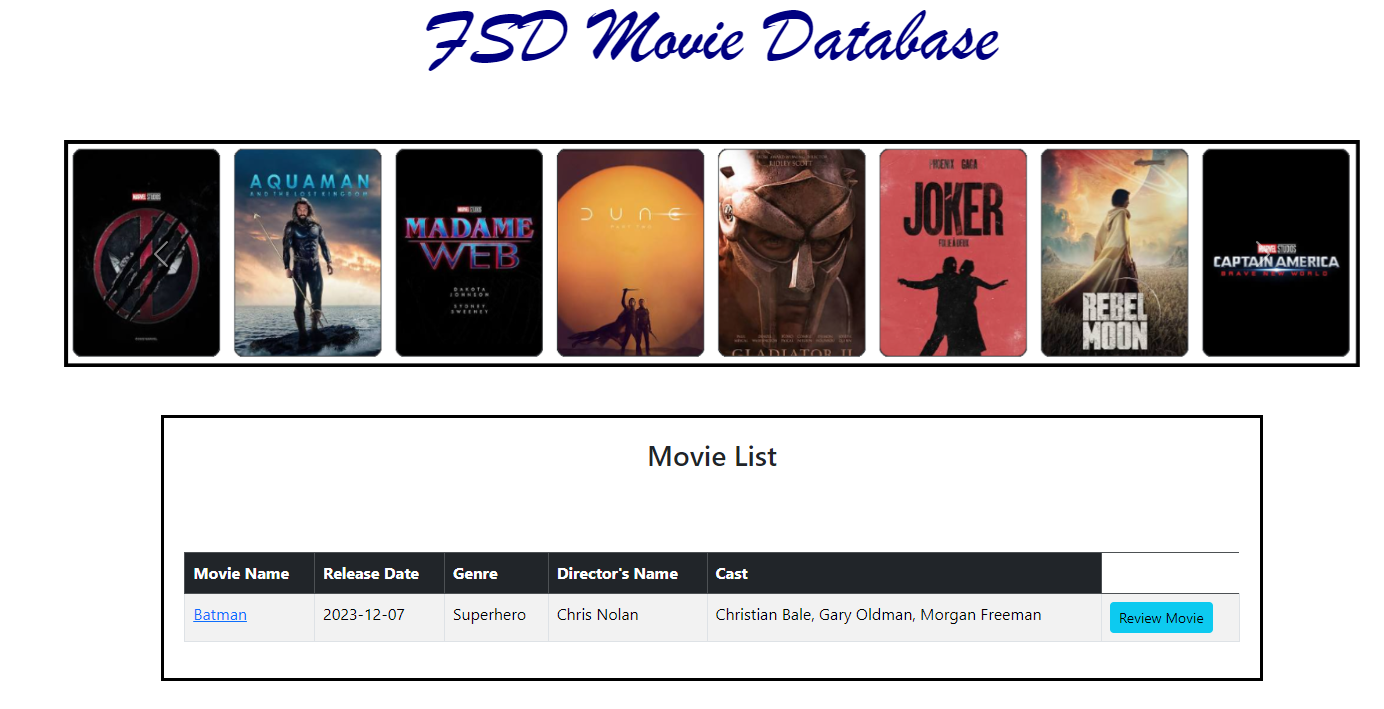 FSD Movie Database
MARVEL STUDIOS
AQUAMAN
AND THE LOST KINGDOM
MARVEL STUDIOS
MADAME
WEB
DAKOTA
JOHNSON
SYDNEY
SWEENEY
DUNE
PART TWO
RIDLEY SCOTT
GLADIATOR II
PHOENIX GAGA
JOKER
FOLIE À DEUX
REBEL
MOON
MARVEL STUDIOS
CAPTAIN AMERICA
BRAVE NEW WORLD
Movie List
Movie Name Release Date Genre Director's Name Cast
Batman 2023-12-07 Superhero Chris Nolan Christian Bale, Gary Oldman, Morgan Freeman Review Movie